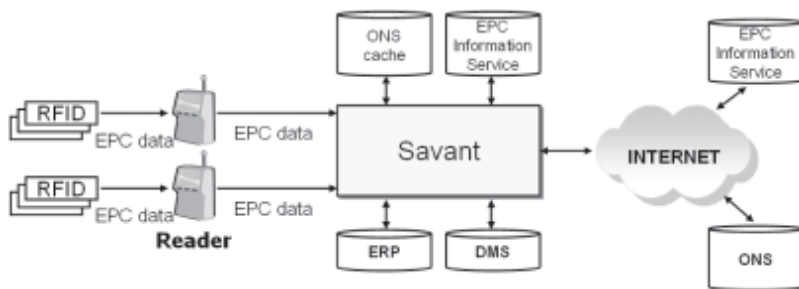 ONS
cache
EPC
Information
Service
EPC
Information
Service
RFID
EPC data
EPC data
Savant
INTERNET
RFID
EPC data
EPC data
Reader
ERP
DMS
ONS